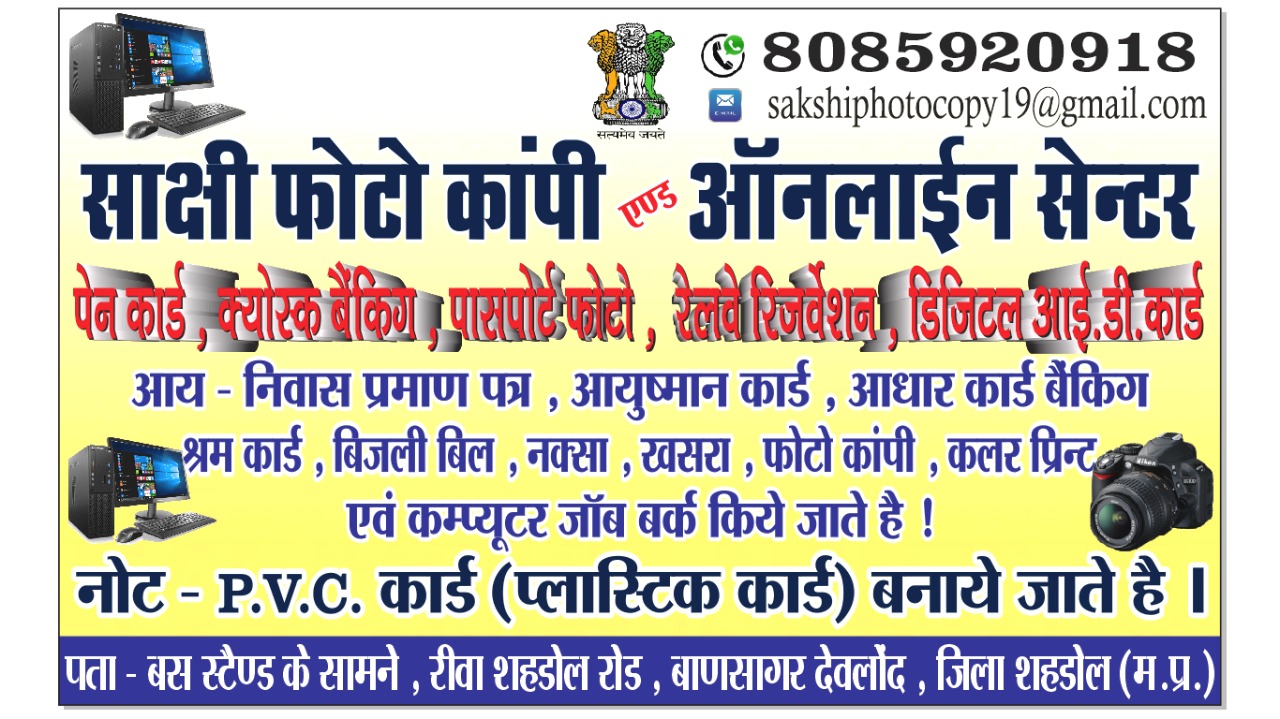 8085920918
sakshiphotocopy19@gmail.com
सत्यमेव जयते
साक्षी फोटो कांपी एण्ड ऑनलाईन सेन्टर
पेन कार्ड , क्योस्क बैंकिग , पासपोर्ट फोटो , रेलवे रिजर्वेशन , डिजिटल आई.डी.कार्ड
आय - निवास प्रमाण पत्र , आयुष्मान कार्ड , आधार कार्ड बैंकिग
श्रम कार्ड , बिजली बिल , नक्सा , खसरा , फोटो कांपी , कलर प्रिन्ट
एवं कम्प्यूटर जॉब बर्क किये जाते है !
नोट - P.V.C. कार्ड (प्लास्टिक कार्ड) बनाये जाते है ।
पता - बस स्टैण्ड के सामने , रीवा शहडोल रोड , बाणसागर देवलोंद , जिला शहडोल (म.प्र.)